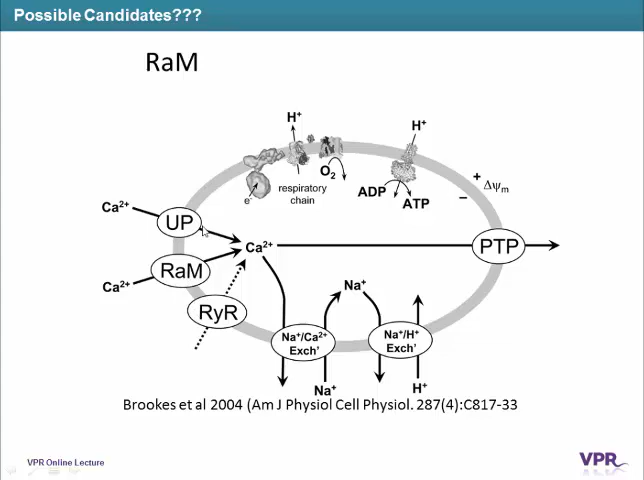 Possible Candidates???
RaM
H⁺
H⁺
O₂
e⁻
respiratory
chain
ADP
ATP
+
Δψₘ
−
Ca²⁺
UP
Ca²⁺
PTP
RaM
Ca²⁺
RyR
Na⁺
Na⁺/Ca²⁺
Exch'
Na⁺/H⁺
Exch'
Na⁺
H⁺
Brookes et al 2004 (Am J Physiol Cell Physiol. 287(4):C817-33
VPR Online Lecture
VPR